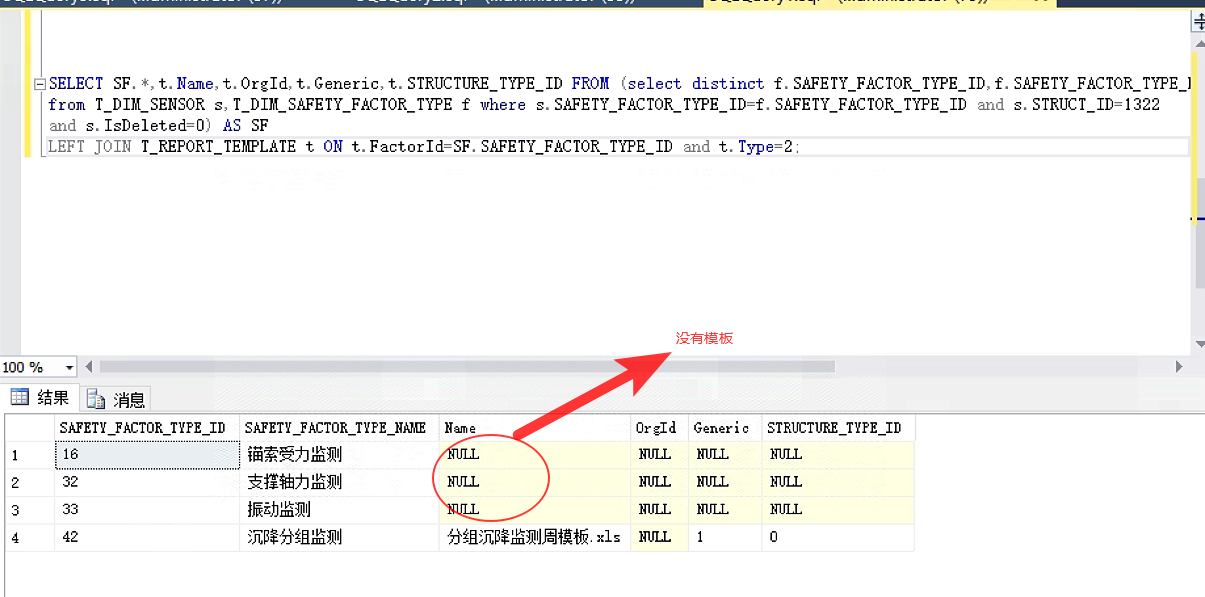 SELECT SF.*,t.Name,t.OrgId,t.Generic,t.STRUCTURE_TYPE_ID FROM (select distinct f.SAFETY_FACTOR_TYPE_ID,f.SAFETY_FACTOR_TYPE_
from T_DIM_SENSOR s,T_DIM_SAFETY_FACTOR_TYPE f where s.SAFETY_FACTOR_TYPE_ID=f.SAFETY_FACTOR_TYPE_ID and s.STRUCT_ID=1322
and s.IsDeleted=0) AS SF
LEFT JOIN T_REPORT_TEMPLATE t ON t.FactorId=SF.SAFETY_FACTOR_TYPE_ID and t.Type=2;
没有模板
100 %
结果 消息
SAFETY_FACTOR_TYPE_ID SAFETY_FACTOR_TYPE_NAME Name OrgId Generic STRUCTURE_TYPE_ID
1 16 锚索受力监测 NULL NULL NULL NULL
2 32 支撑轴力监测 NULL NULL NULL NULL
3 33 振动监测 NULL NULL NULL NULL
4 42 沉降分组监测 分组沉降监测周模板.xls NULL 1 0